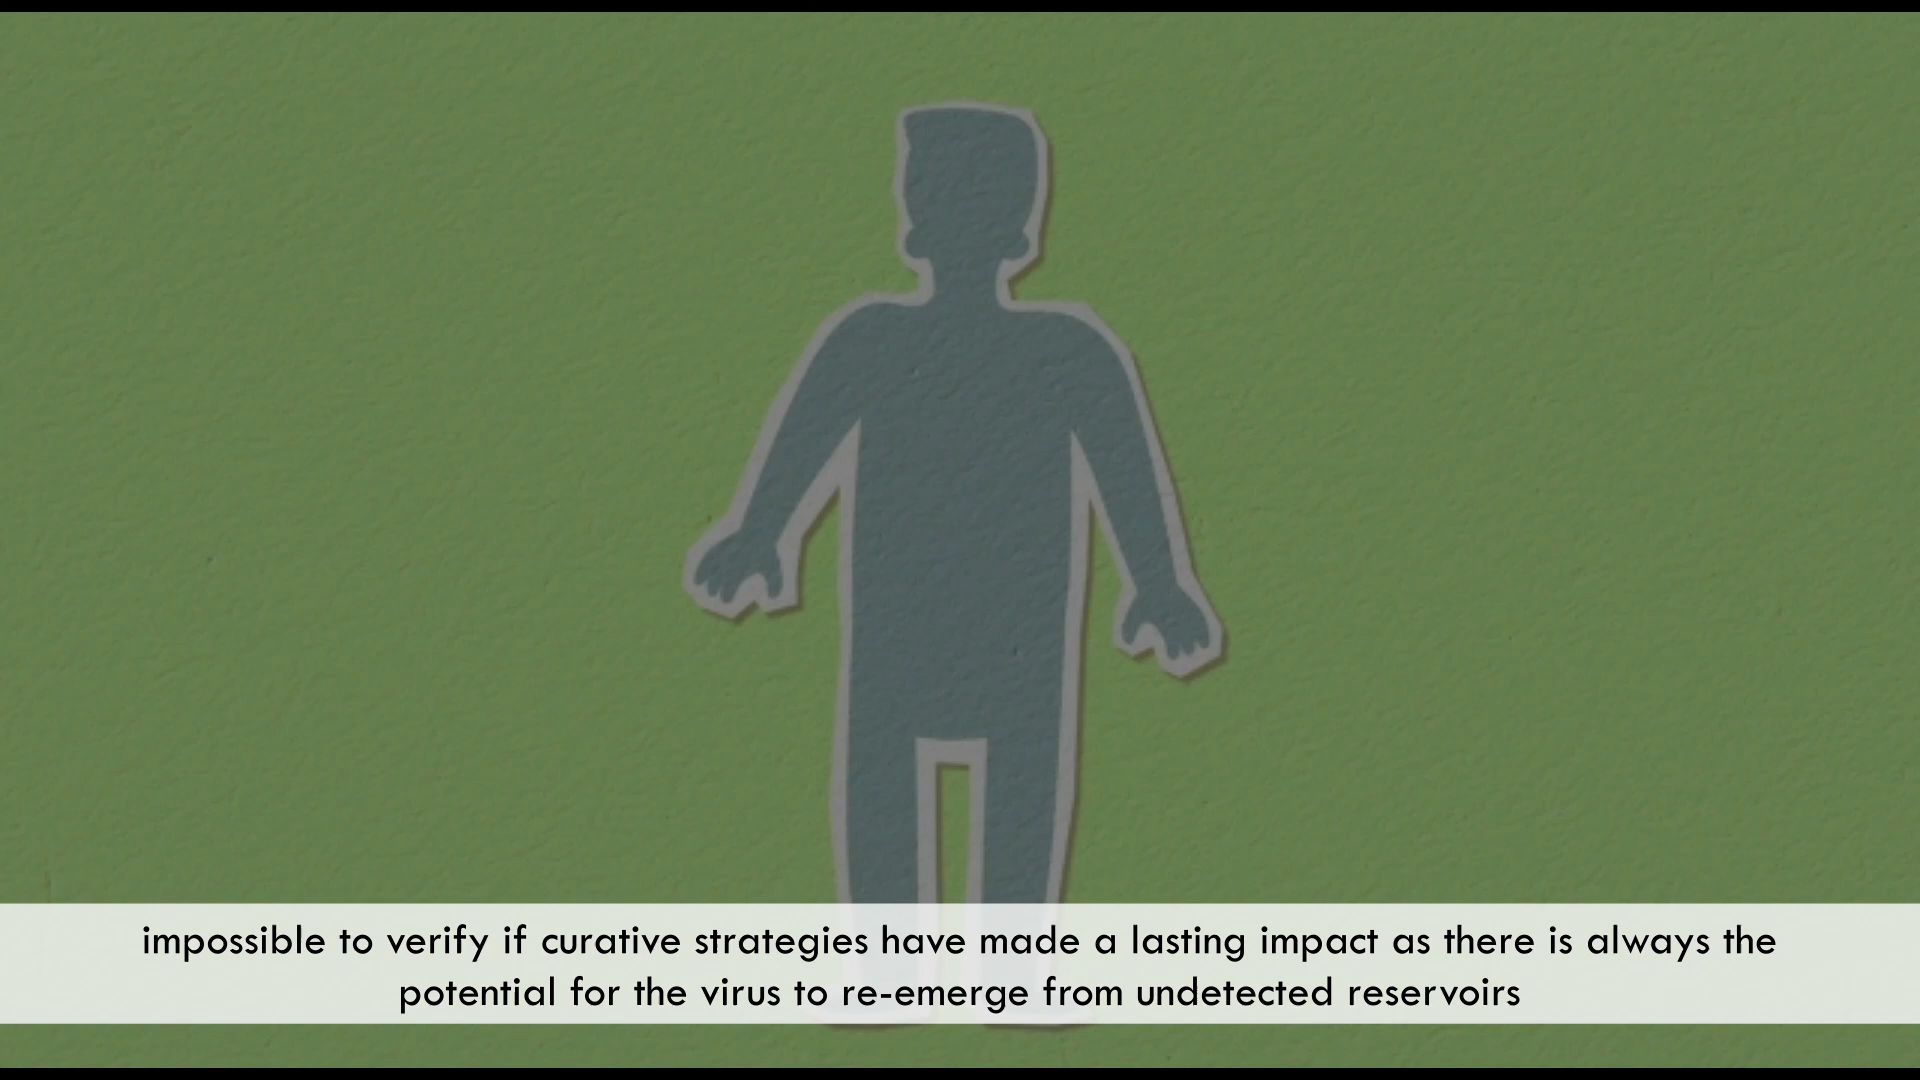 impossible to verify if curative strategies have made a lasting impact as there is always the
potential for the virus to re-emerge from undetected reservoirs